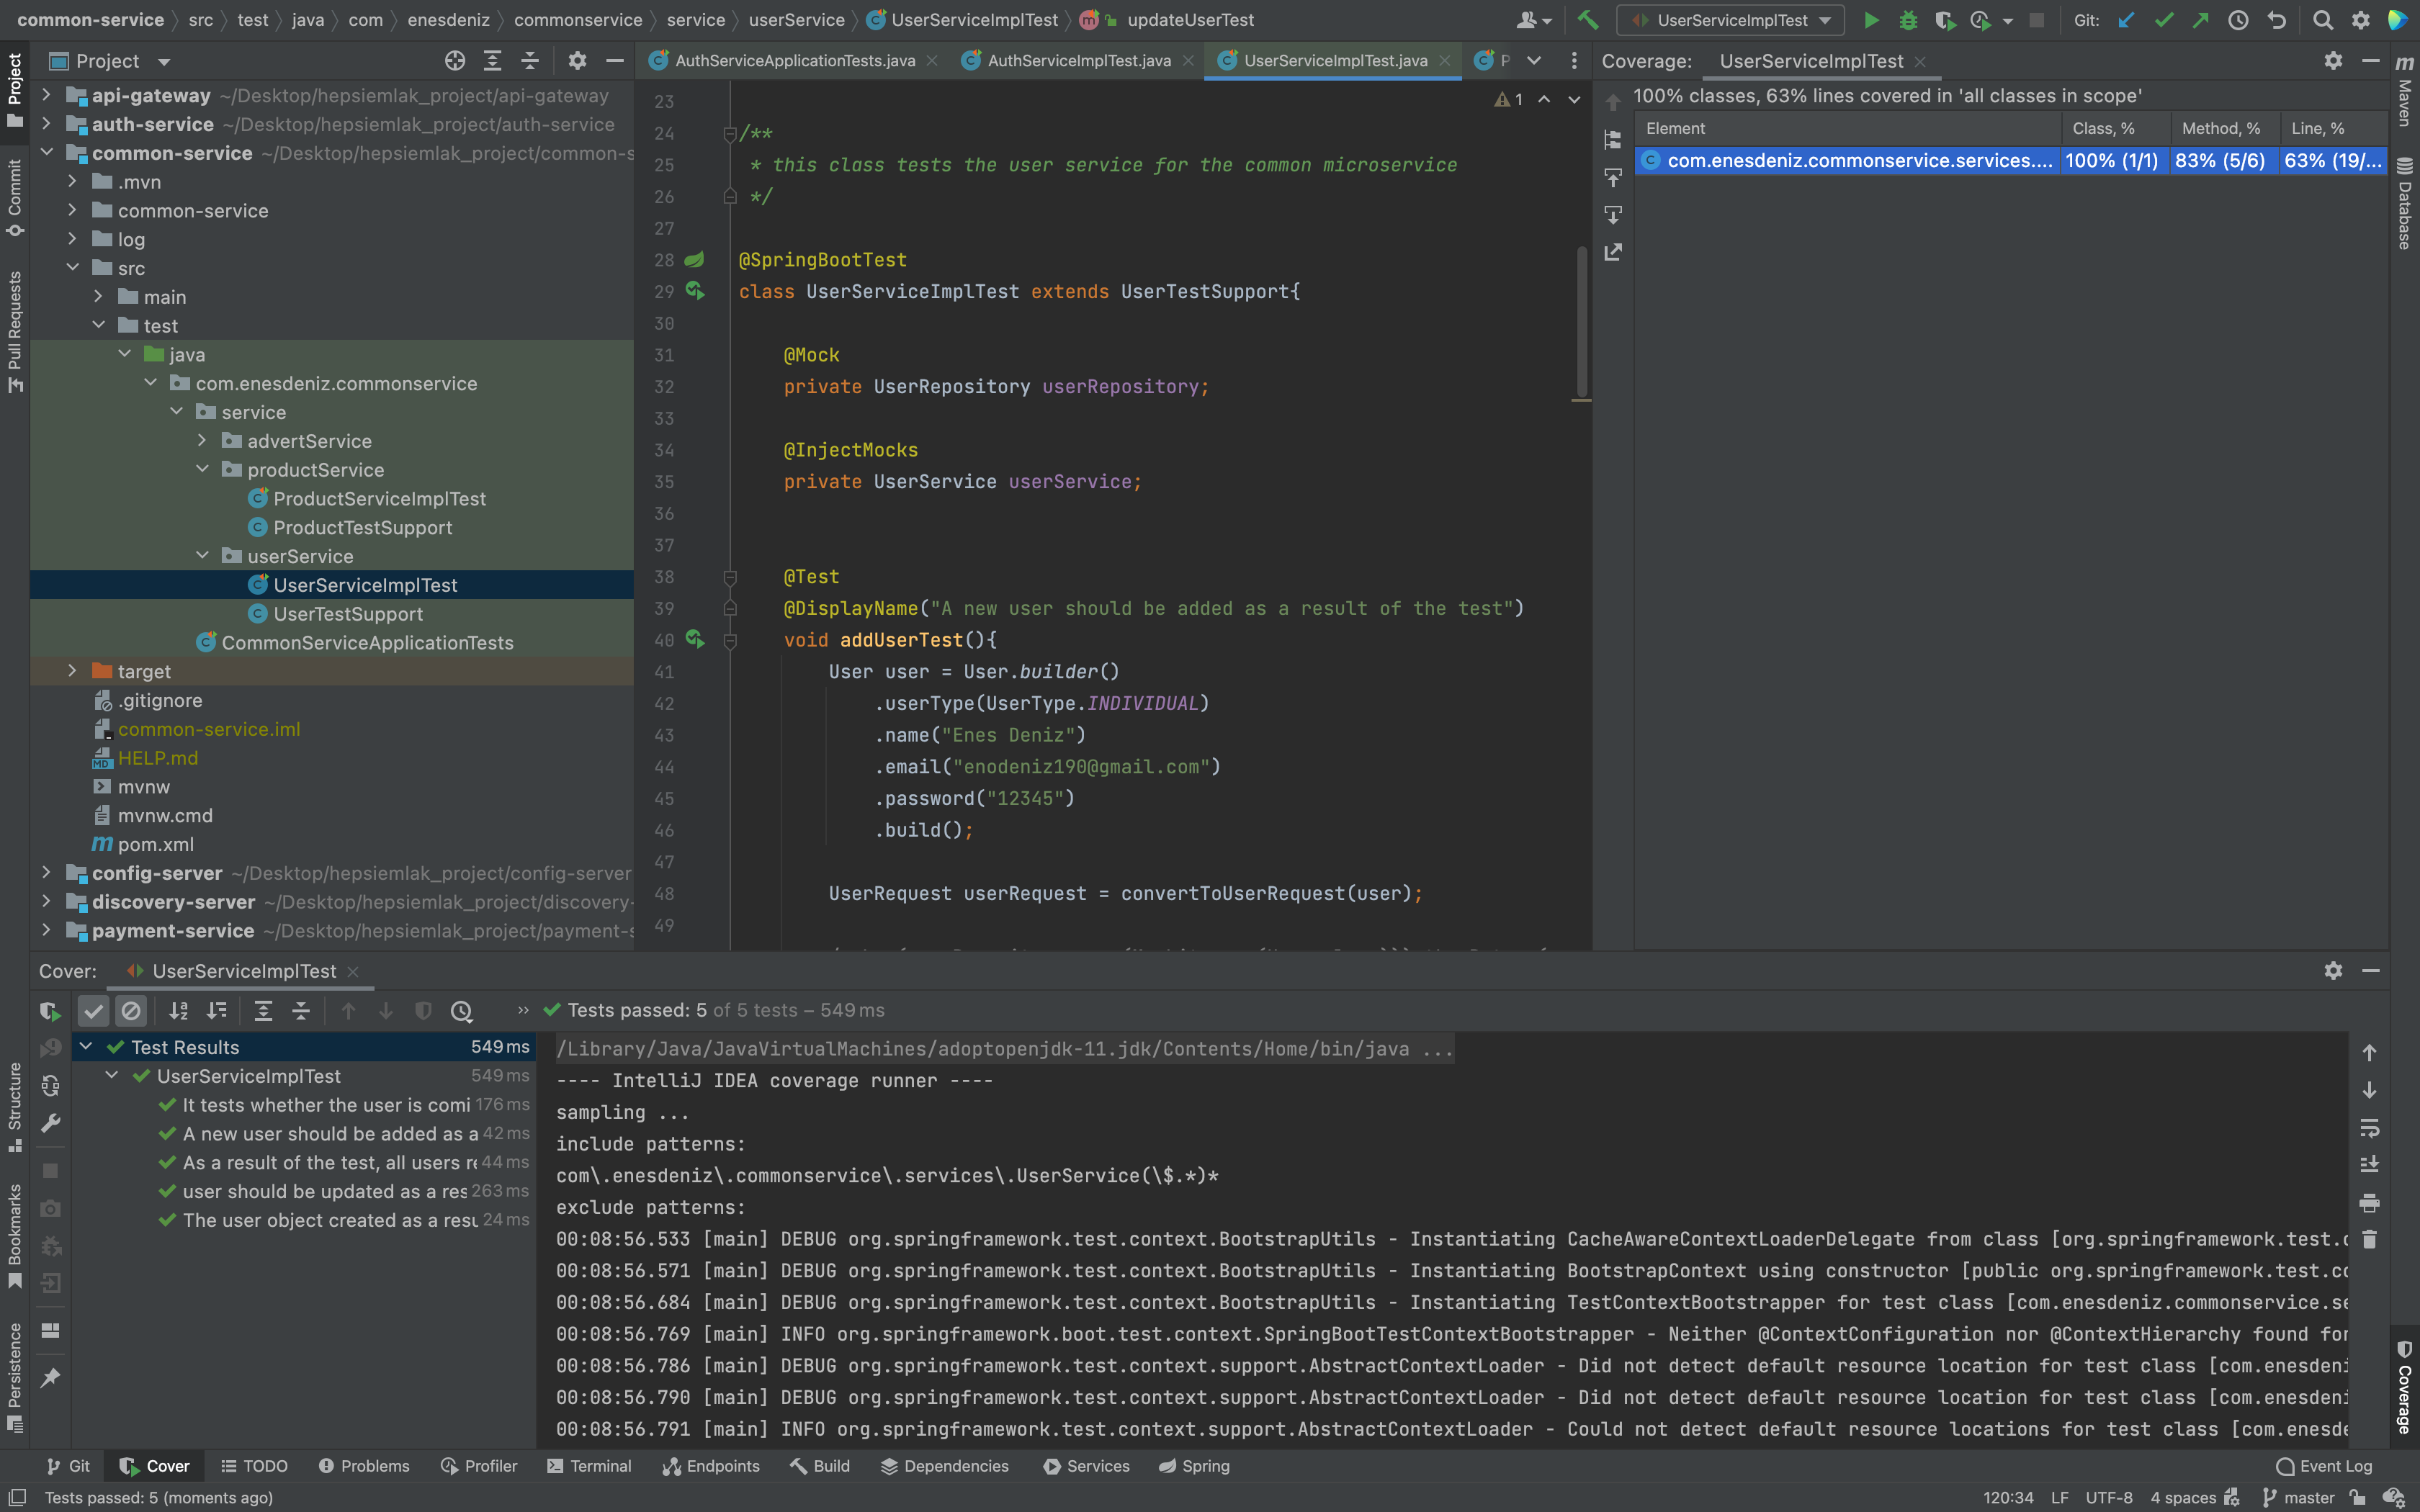 common-service 〉 src 〉 test 〉 java 〉 com 〉 enesdeniz 〉 commonservice 〉 service 〉 userService 〉 UserServiceImplTest 〉 updateUserTest
UserServiceImplTest
Git:
Project
AuthServiceApplicationTests.java
AuthServiceImplTest.java
UserServiceImplTest.java
P
Coverage: UserServiceImplTest
Project
Commit
Pull Requests
Structure
Bookmarks
Persistence
api-gateway ~/Desktop/hepsiemlak_project/api-gateway
auth-service ~/Desktop/hepsiemlak_project/auth-service
common-service ~/Desktop/hepsiemlak_project/common-s
.mvn
common-service
log
src
main
test
java
com.enesdeniz.commonservice
service
advertService
productService
ProductServiceImplTest
ProductTestSupport
userService
UserServiceImplTest
UserTestSupport
CommonServiceApplicationTests
target
.gitignore
common-service.iml
HELP.md
mvnw
mvnw.cmd
pom.xml
config-server ~/Desktop/hepsiemlak_project/config-server
discovery-server ~/Desktop/hepsiemlak_project/discovery-
payment-service ~/Desktop/hepsiemlak_project/payment-s
1
23
24 /**
25 * this class tests the user service for the common microservice
26 */
27
28 @SpringBootTest
29 class UserServiceImplTest extends UserTestSupport{
30
31 @Mock
32 private UserRepository userRepository;
33
34 @InjectMocks
35 private UserService userService;
36
37
38 @Test
39 @DisplayName("A new user should be added as a result of the test")
40 void addUserTest(){
41 User user = User.builder()
42 .userType(UserType.INDIVIDUAL)
43 .name("Enes Deniz")
44 .email("enodeniz190@gmail.com")
45 .password("12345")
46 .build();
47
48 UserRequest userRequest = convertToUserRequest(user);
49
100% classes, 63% lines covered in 'all classes in scope'
Element Class, % Method, % Line, %
com.enesdeniz.commonservice.services.... 100% (1/1) 83% (5/6) 63% (19/...
m Maven
Database
Coverage
Cover: UserServiceImplTest
Tests passed: 5 of 5 tests – 549 ms
Test Results 549 ms
UserServiceImplTest 549 ms
It tests whether the user is comi 176 ms
A new user should be added as a 42 ms
As a result of the test, all users re 44 ms
user should be updated as a res 263 ms
The user object created as a resu 24 ms
/Library/Java/JavaVirtualMachines/adoptopenjdk-11.jdk/Contents/Home/bin/java ...
---- IntelliJ IDEA coverage runner ----
sampling ...
include patterns:
com\.enesdeniz\.commonservice\.services\.UserService(\$.*)*
exclude patterns:
00:08:56.533 [main] DEBUG org.springframework.test.context.BootstrapUtils - Instantiating CacheAwareContextLoaderDelegate from class [org.springframework.test.c
00:08:56.571 [main] DEBUG org.springframework.test.context.BootstrapUtils - Instantiating BootstrapContext using constructor [public org.springframework.test.co
00:08:56.684 [main] DEBUG org.springframework.test.context.BootstrapUtils - Instantiating TestContextBootstrapper for test class [com.enesdeniz.commonservice.se
00:08:56.769 [main] INFO org.springframework.boot.test.context.SpringBootTestContextBootstrapper - Neither @ContextConfiguration nor @ContextHierarchy found for
00:08:56.786 [main] DEBUG org.springframework.test.context.support.AbstractContextLoader - Did not detect default resource location for test class [com.enesdeni
00:08:56.790 [main] DEBUG org.springframework.test.context.support.AbstractContextLoader - Did not detect default resource location for test class [com.enesdeni
00:08:56.791 [main] INFO org.springframework.test.context.support.AbstractContextLoader - Could not detect default resource locations for test class [com.enesde
Git Cover TODO Problems Profiler Terminal Endpoints Build Dependencies Services Spring Event Log
Tests passed: 5 (moments ago) 120:34 LF UTF-8 4 spaces master